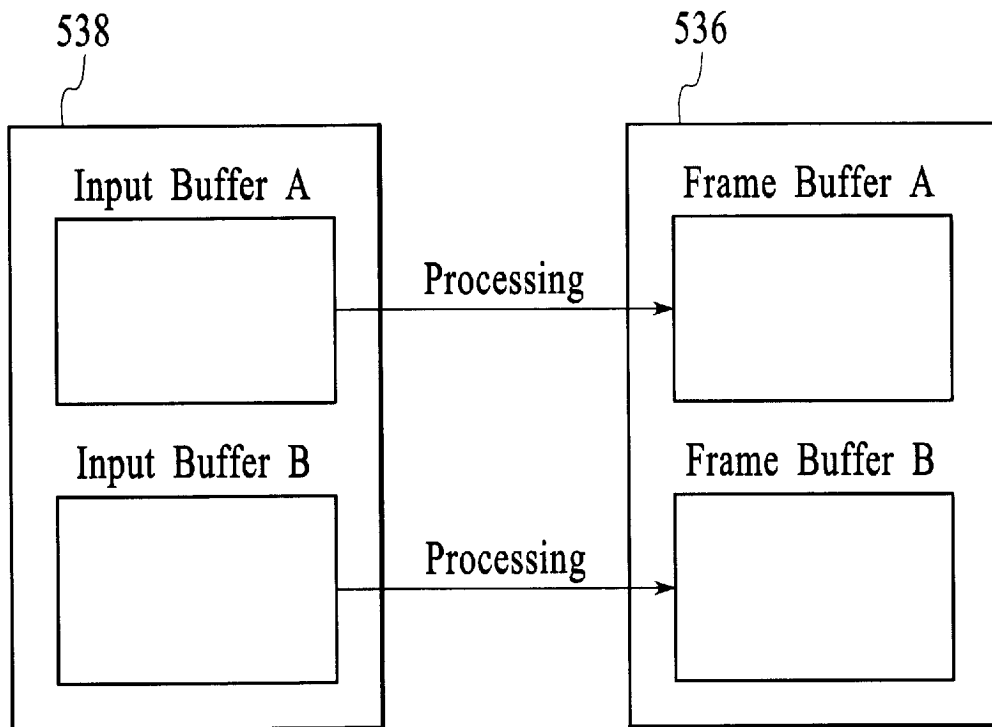 538
536
Input Buffer A
Frame Buffer A
Processing
Input Buffer B
Frame Buffer B
Processing